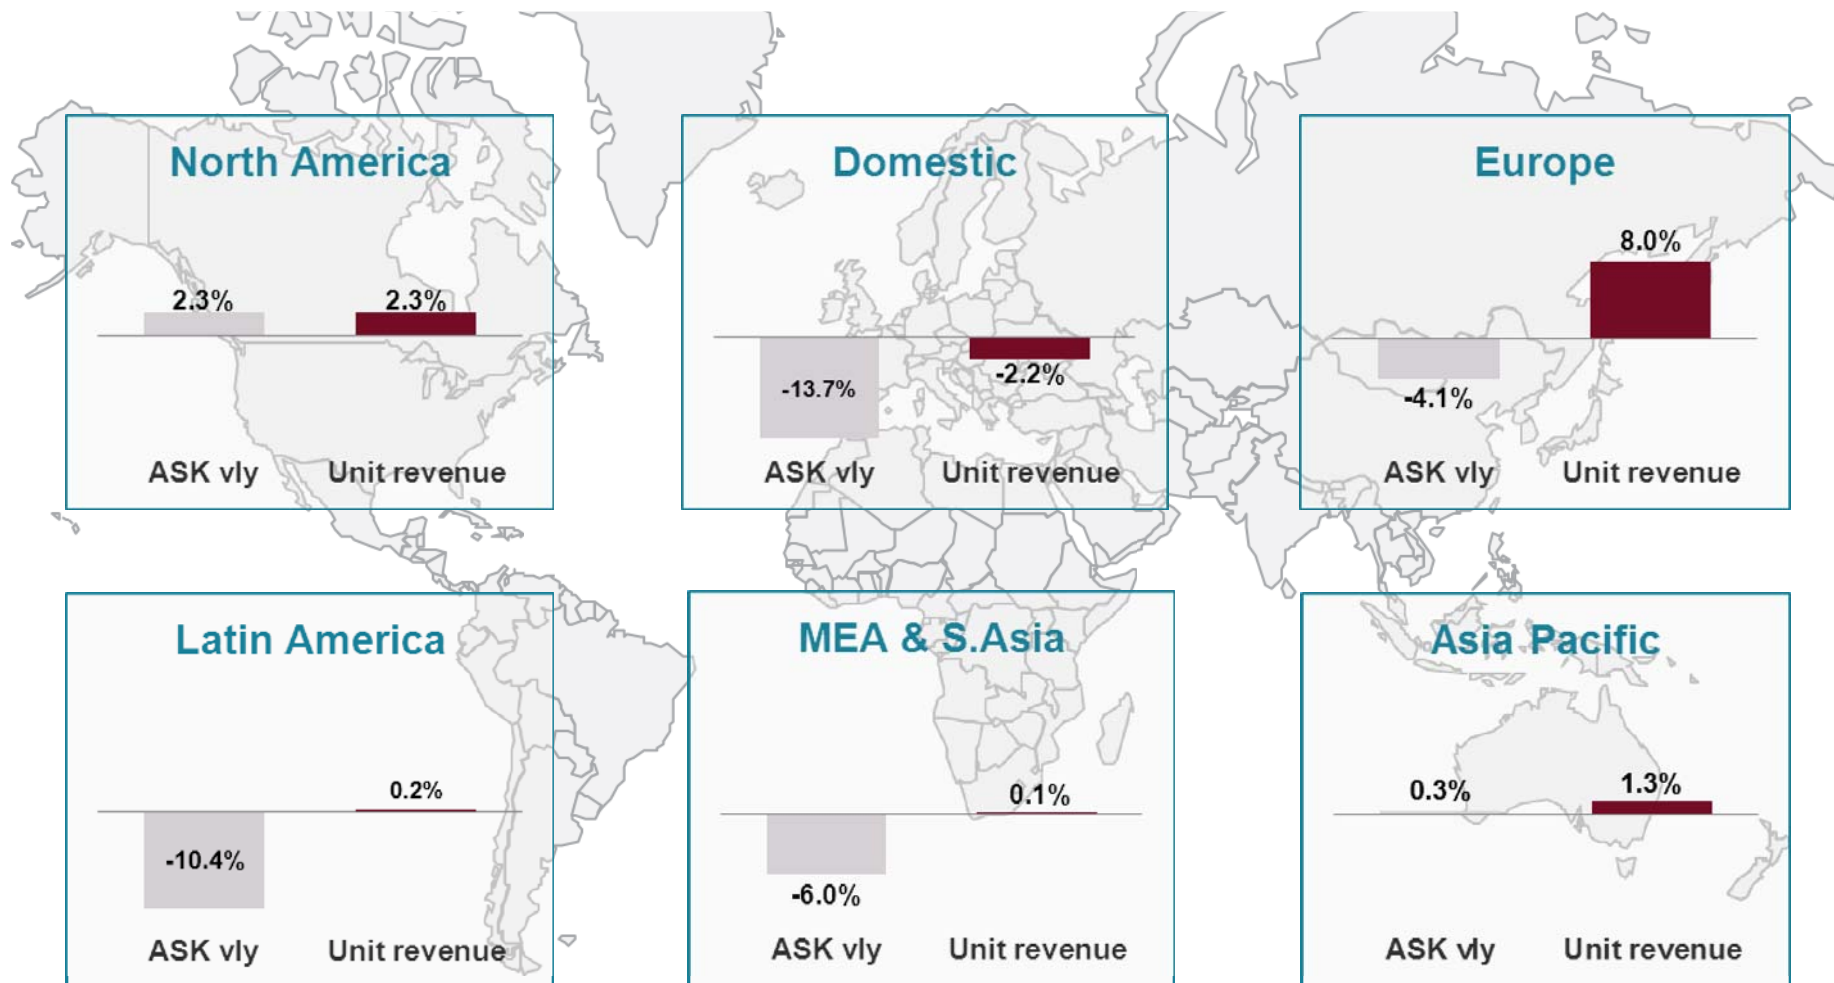 North America
2.3%
2.3%
ASK vly
Unit revenue
Domestic
-13.7%
-2.2%
ASK vly
Unit revenue
Europe
8.0%
-4.1%
ASK vly
Unit revenue
Latin America
0.2%
-10.4%
ASK vly
Unit revenue
MEA & S.Asia
0.1%
-6.0%
ASK vly
Unit revenue
Asia Pacific
0.3%
1.3%
ASK vly
Unit revenue